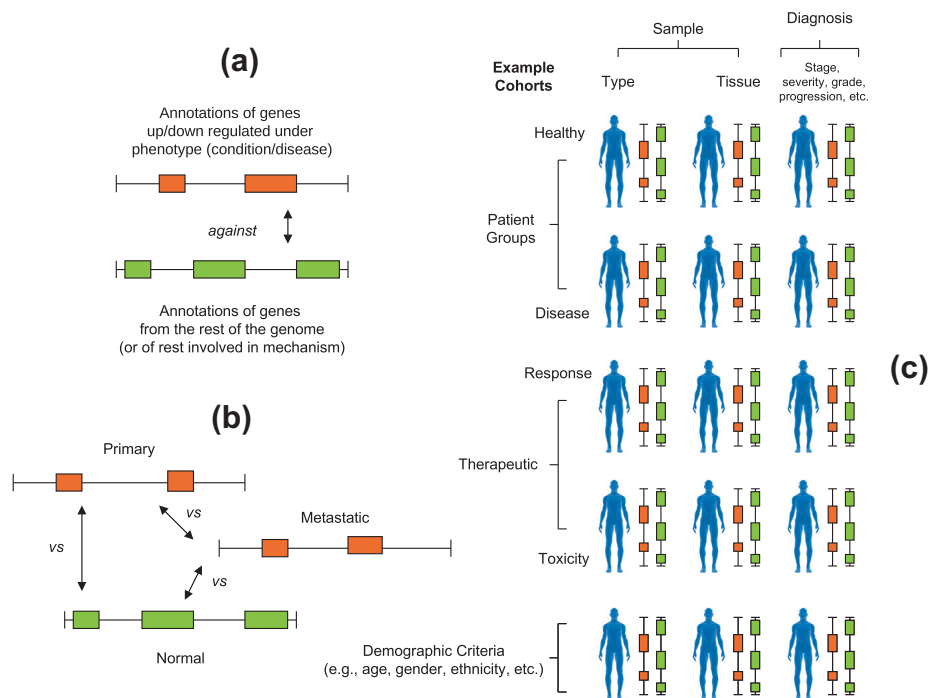 (a)
Annotations of genes
up/down regulated under
phenotype (condition/disease)
against
Annotations of genes
from the rest of the genome
(or of rest involved in mechanism)
(b)
Primary
vs
vs
Metastatic
vs
Normal
Sample
Diagnosis
Example
Cohorts
Type
Tissue
Stage,
severity, grade,
progression, etc.
Healthy
Patient
Groups
Disease
Response
(c)
Therapeutic
Toxicity
Demographic Criteria
(e.g., age, gender, ethnicity, etc.)